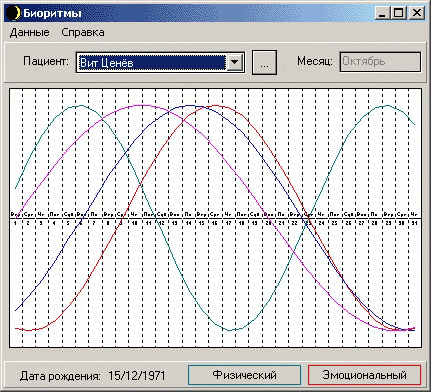 Биоритмы
Данные Справка
Пациент: Вит Ценёв ... Месяц: Октябрь
1 2 3 4 5 6 7 8 9 10 11 12 13 14 15 16 17 18 19 20 21 22 23 24 25 26 27 28 29 30 31
Дата рождения: 15/12/1971 Физический Эмоциональный